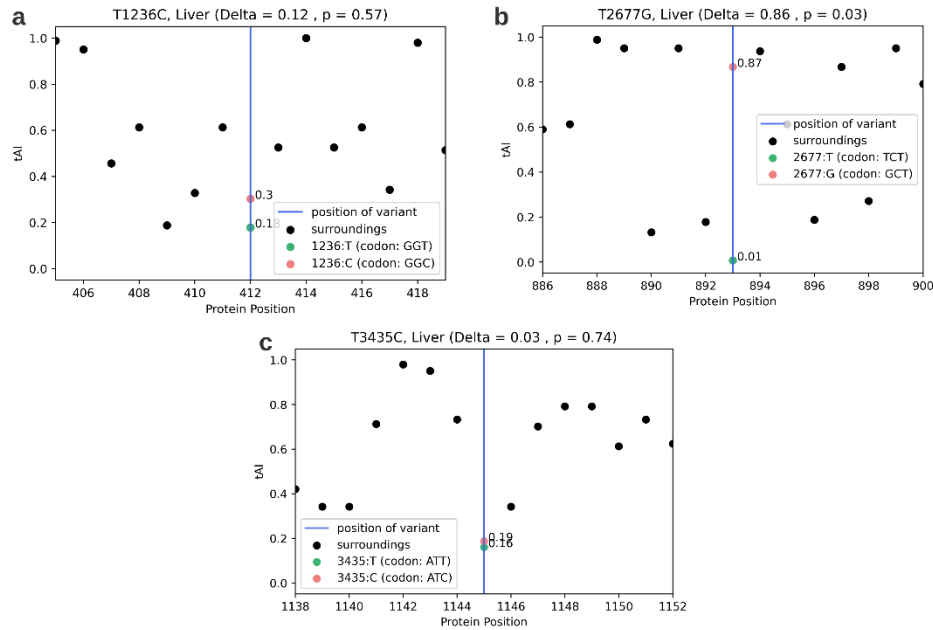 a
T1236C, Liver (Delta = 0.12 , p = 0.57)
1.0
0.8
0.6
0.4
0.2
0.0
tAI
0.3
0.18
position of variant
surroundings
1236:T (codon: GGT)
1236:C (codon: GGC)
406 408 410 412 414 416 418
Protein Position
b
T2677G, Liver (Delta = 0.86 , p = 0.03)
1.0
0.8
0.6
0.4
0.2
0.0
tAI
0.87
position of variant
surroundings
2677:T (codon: TCT)
2677:G (codon: GCT)
0.01
886 888 890 892 894 896 898 900
Protein Position
c
T3435C, Liver (Delta = 0.03 , p = 0.74)
1.0
0.8
0.6
0.4
0.2
0.0
tAI
0.19
0.16
position of variant
surroundings
3435:T (codon: ATT)
3435:C (codon: ATC)
1138 1140 1142 1144 1146 1148 1150 1152
Protein Position